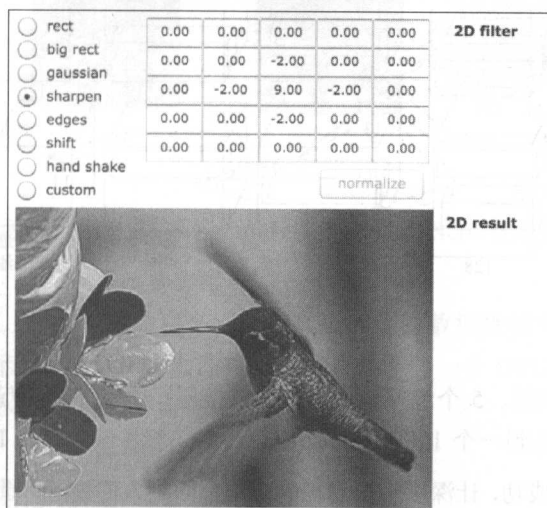 rect
big rect
gaussian
sharpen
edges
shift
hand shake
custom
0.00 0.00 0.00 0.00 0.00
0.00 0.00 -2.00 0.00 0.00
0.00 -2.00 9.00 -2.00 0.00
0.00 0.00 -2.00 0.00 0.00
0.00 0.00 0.00 0.00 0.00
normalize
2D filter
2D result